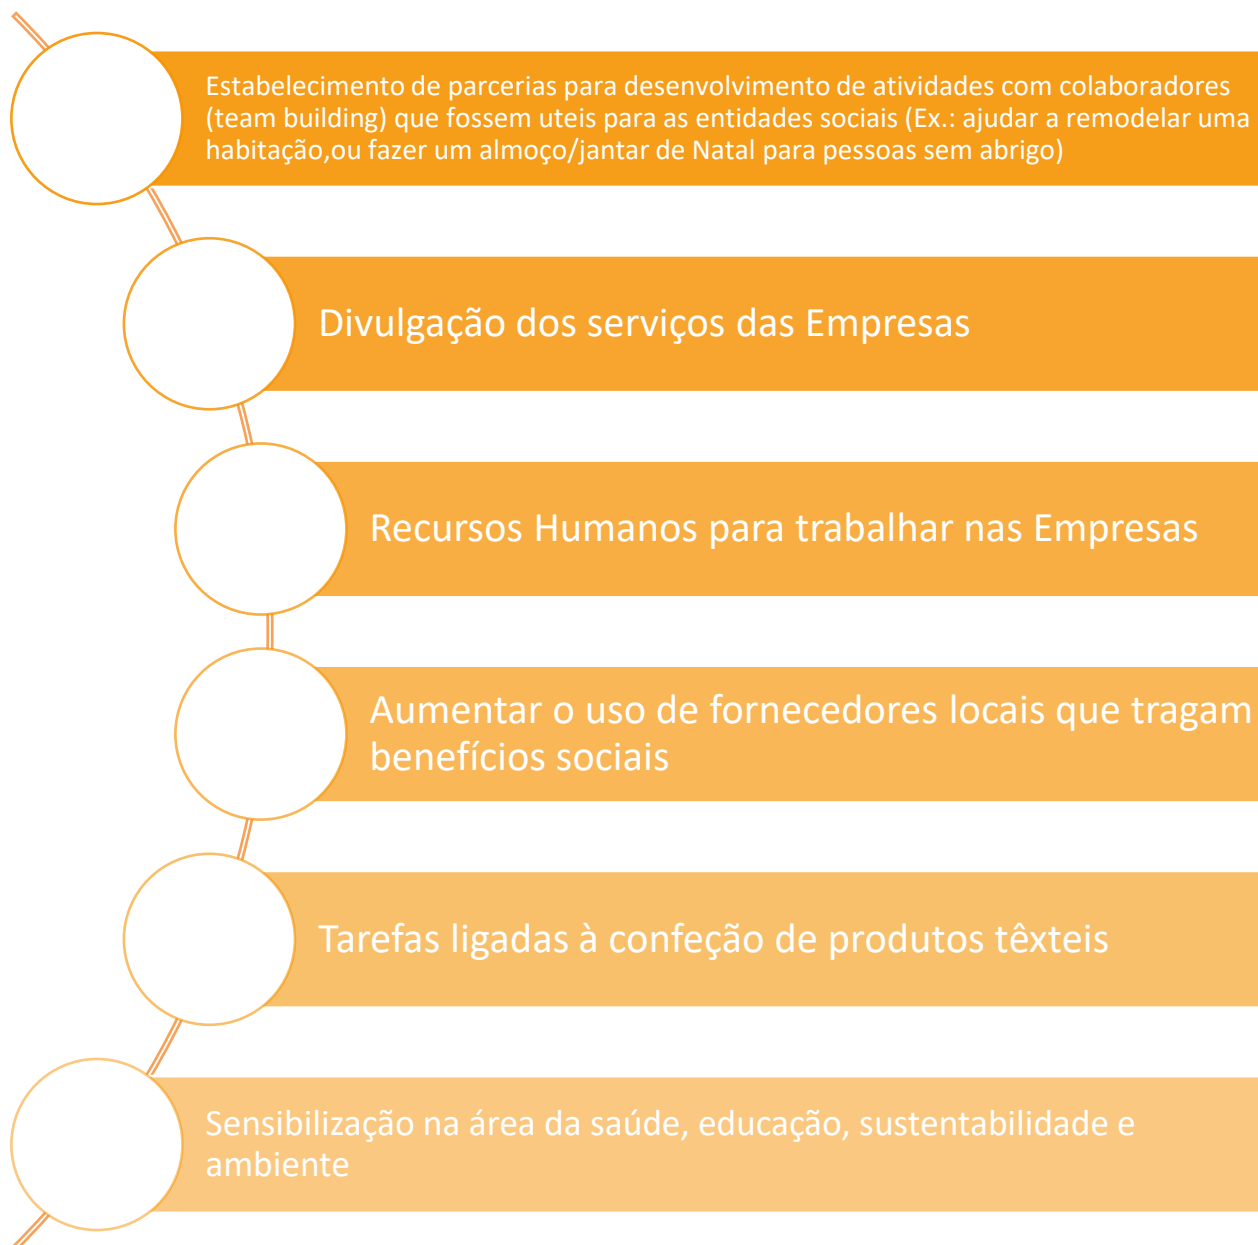 Estabelecimento de parcerias para desenvolvimento de atividades com colaboradores
(team building) que fossem uteis para as entidades sociais (Ex.: ajudar a remodelar uma
habitação,ou fazer um almoço/jantar de Natal para pessoas sem abrigo)
Divulgação dos serviços das Empresas
Recursos Humanos para trabalhar nas Empresas
Aumentar o uso de fornecedores locais que tragam
benefícios sociais
Tarefas ligadas à confeção de produtos têxteis
Sensibilização na área da saúde, educação, sustentabilidade e
ambiente